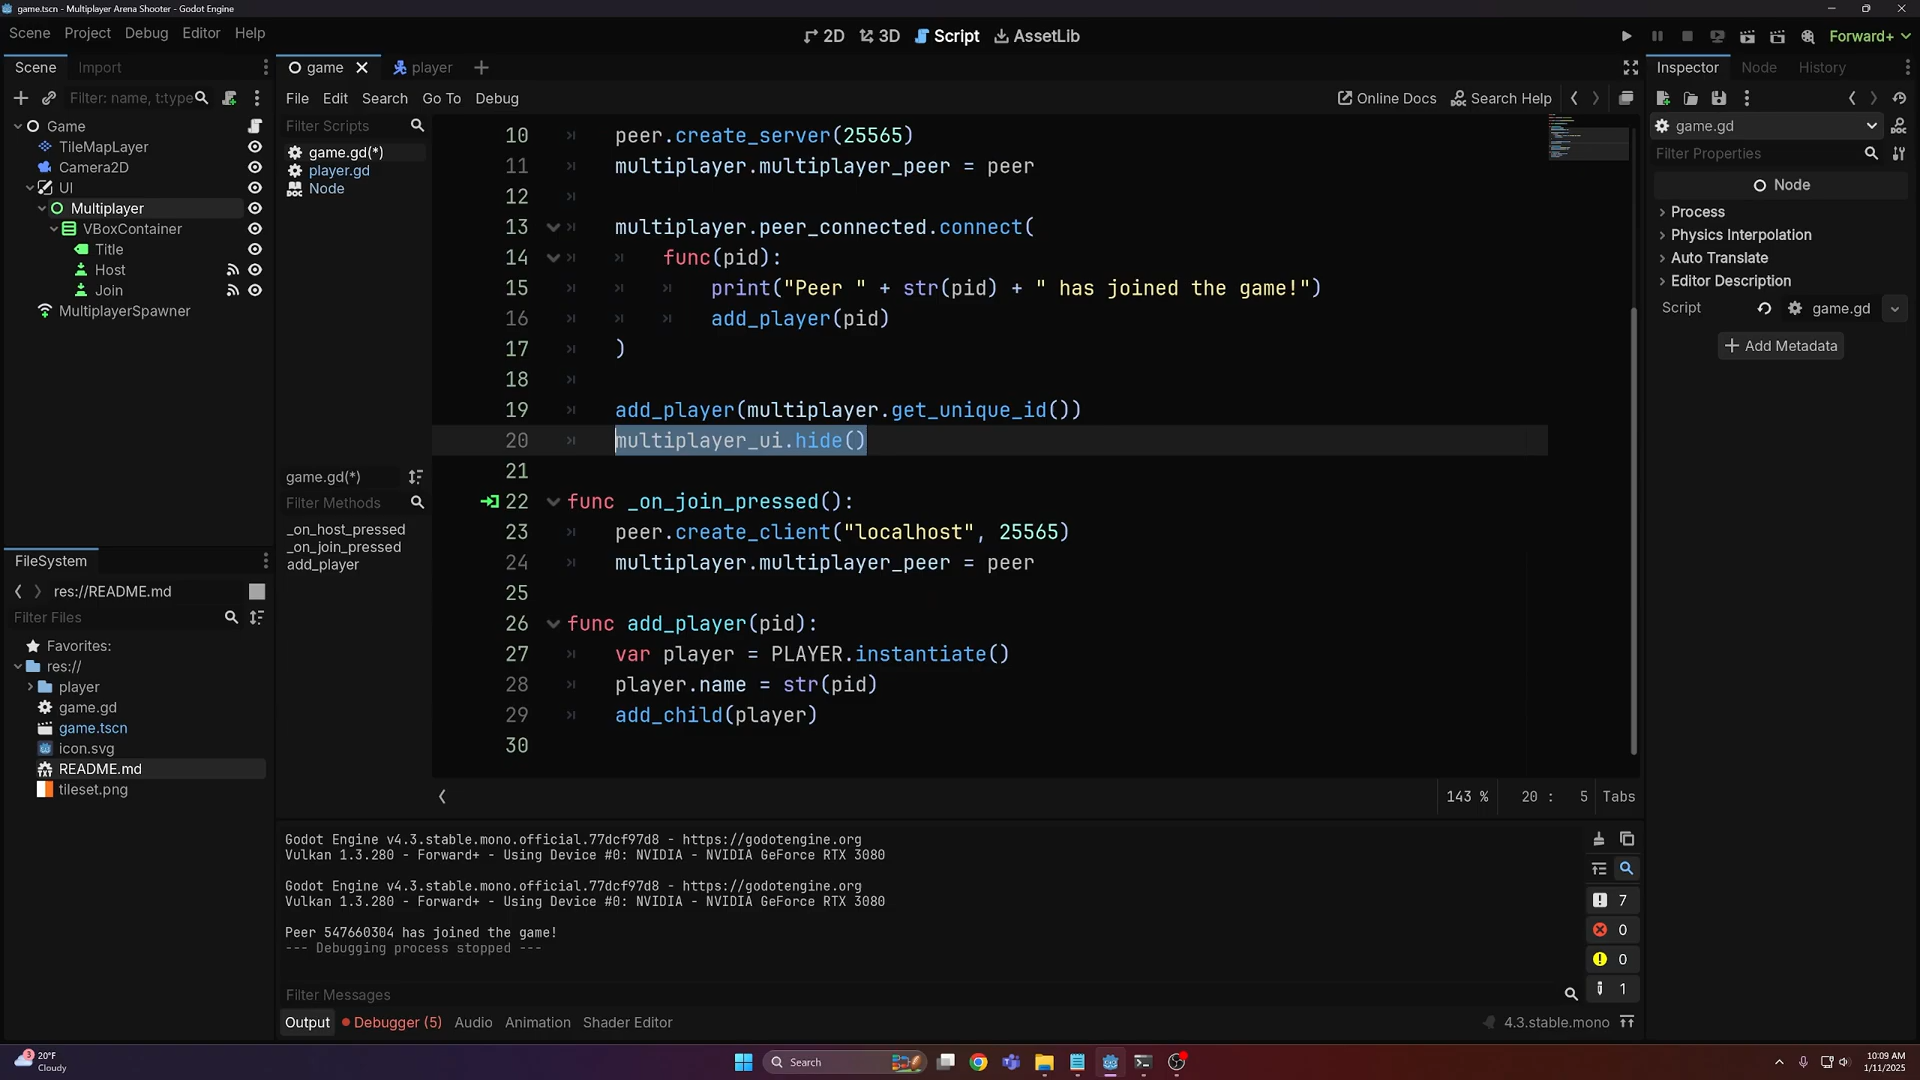 game.tscn - Multiplayer Arena Shooter - Godot Engine
Scene Project Debug Editor Help
2D 3D Script AssetLib
Forward+
Scene Import
Filter: name, t:type
Game
TileMapLayer
Camera2D
UI
Multiplayer
VBoxContainer
Title
Host
Join
MultiplayerSpawner
FileSystem
res://README.md
Filter Files
Favorites:
res://
player
game.gd
game.tscn
icon.svg
README.md
tileset.png
game player
File Edit Search Go To Debug
Online Docs Search Help
Filter Scripts
game.gd(*)
player.gd
Node
game.gd(*)
Filter Methods
_on_host_pressed
_on_join_pressed
add_player
10 peer.create_server(25565)
11 multiplayer.multiplayer_peer = peer
12
13 multiplayer.peer_connected.connect(
14 func(pid):
15 print("Peer " + str(pid) + " has joined the game!")
16 add_player(pid)
17 )
18
19 add_player(multiplayer.get_unique_id())
20 multiplayer_ui.hide()
21
22 func _on_join_pressed():
23 peer.create_client("localhost", 25565)
24 multiplayer.multiplayer_peer = peer
25
26 func add_player(pid):
27 var player = PLAYER.instantiate()
28 player.name = str(pid)
29 add_child(player)
30
143 % 20 : 5 Tabs
Godot Engine v4.3.stable.mono.official.77dcf97d8 - https://godotengine.org
Vulkan 1.3.280 - Forward+ - Using Device #0: NVIDIA - NVIDIA GeForce RTX 3080
Godot Engine v4.3.stable.mono.official.77dcf97d8 - https://godotengine.org
Vulkan 1.3.280 - Forward+ - Using Device #0: NVIDIA - NVIDIA GeForce RTX 3080
Peer 547660304 has joined the game!
--- Debugging process stopped ---
7
0
0
1
Filter Messages
Output Debugger (5) Audio Animation Shader Editor
4.3.stable.mono
Inspector Node History
game.gd
Filter Properties
Node
Process
Physics Interpolation
Auto Translate
Editor Description
Script game.gd
Add Metadata
3
20°F
Cloudy
Search
10:09 AM
1/11/2025